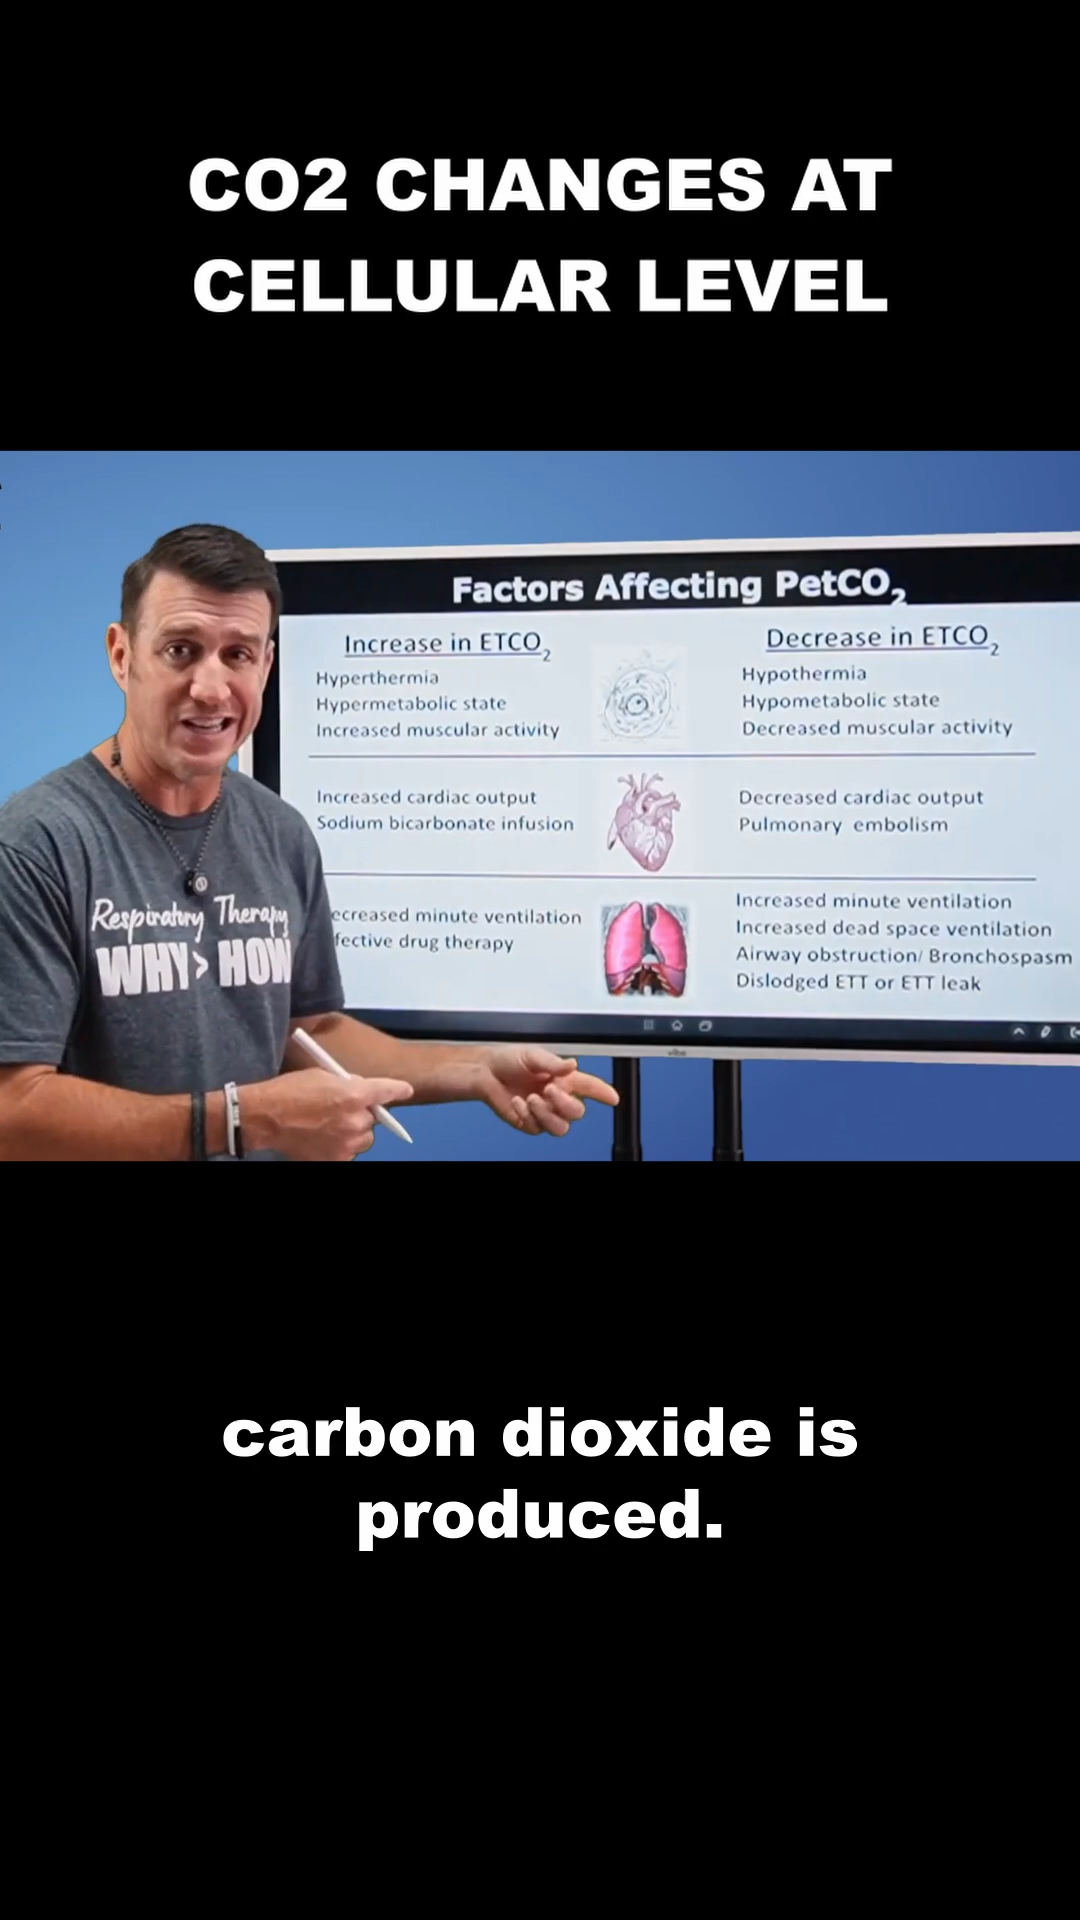 CO2 CHANGES AT
CELLULAR LEVEL
Factors Affecting PetCO2
Increase in ETCO2
Hyperthermia
Hypermetabolic state
Increased muscular activity
Decrease in ETCO2
Hypothermia
Hypometabolic state
Decreased muscular activity
Increased cardiac output
Sodium bicarbonate infusion
Decreased cardiac output
Pulmonary embolism
ecreased minute ventilation
fective drug therapy
Increased minute ventilation
Increased dead space ventilation
Airway obstruction/ Bronchospasm
Dislodged ETT or ETT leak
vibe
Respiratory Therapy
WHY> HOW
carbon dioxide is
produced.